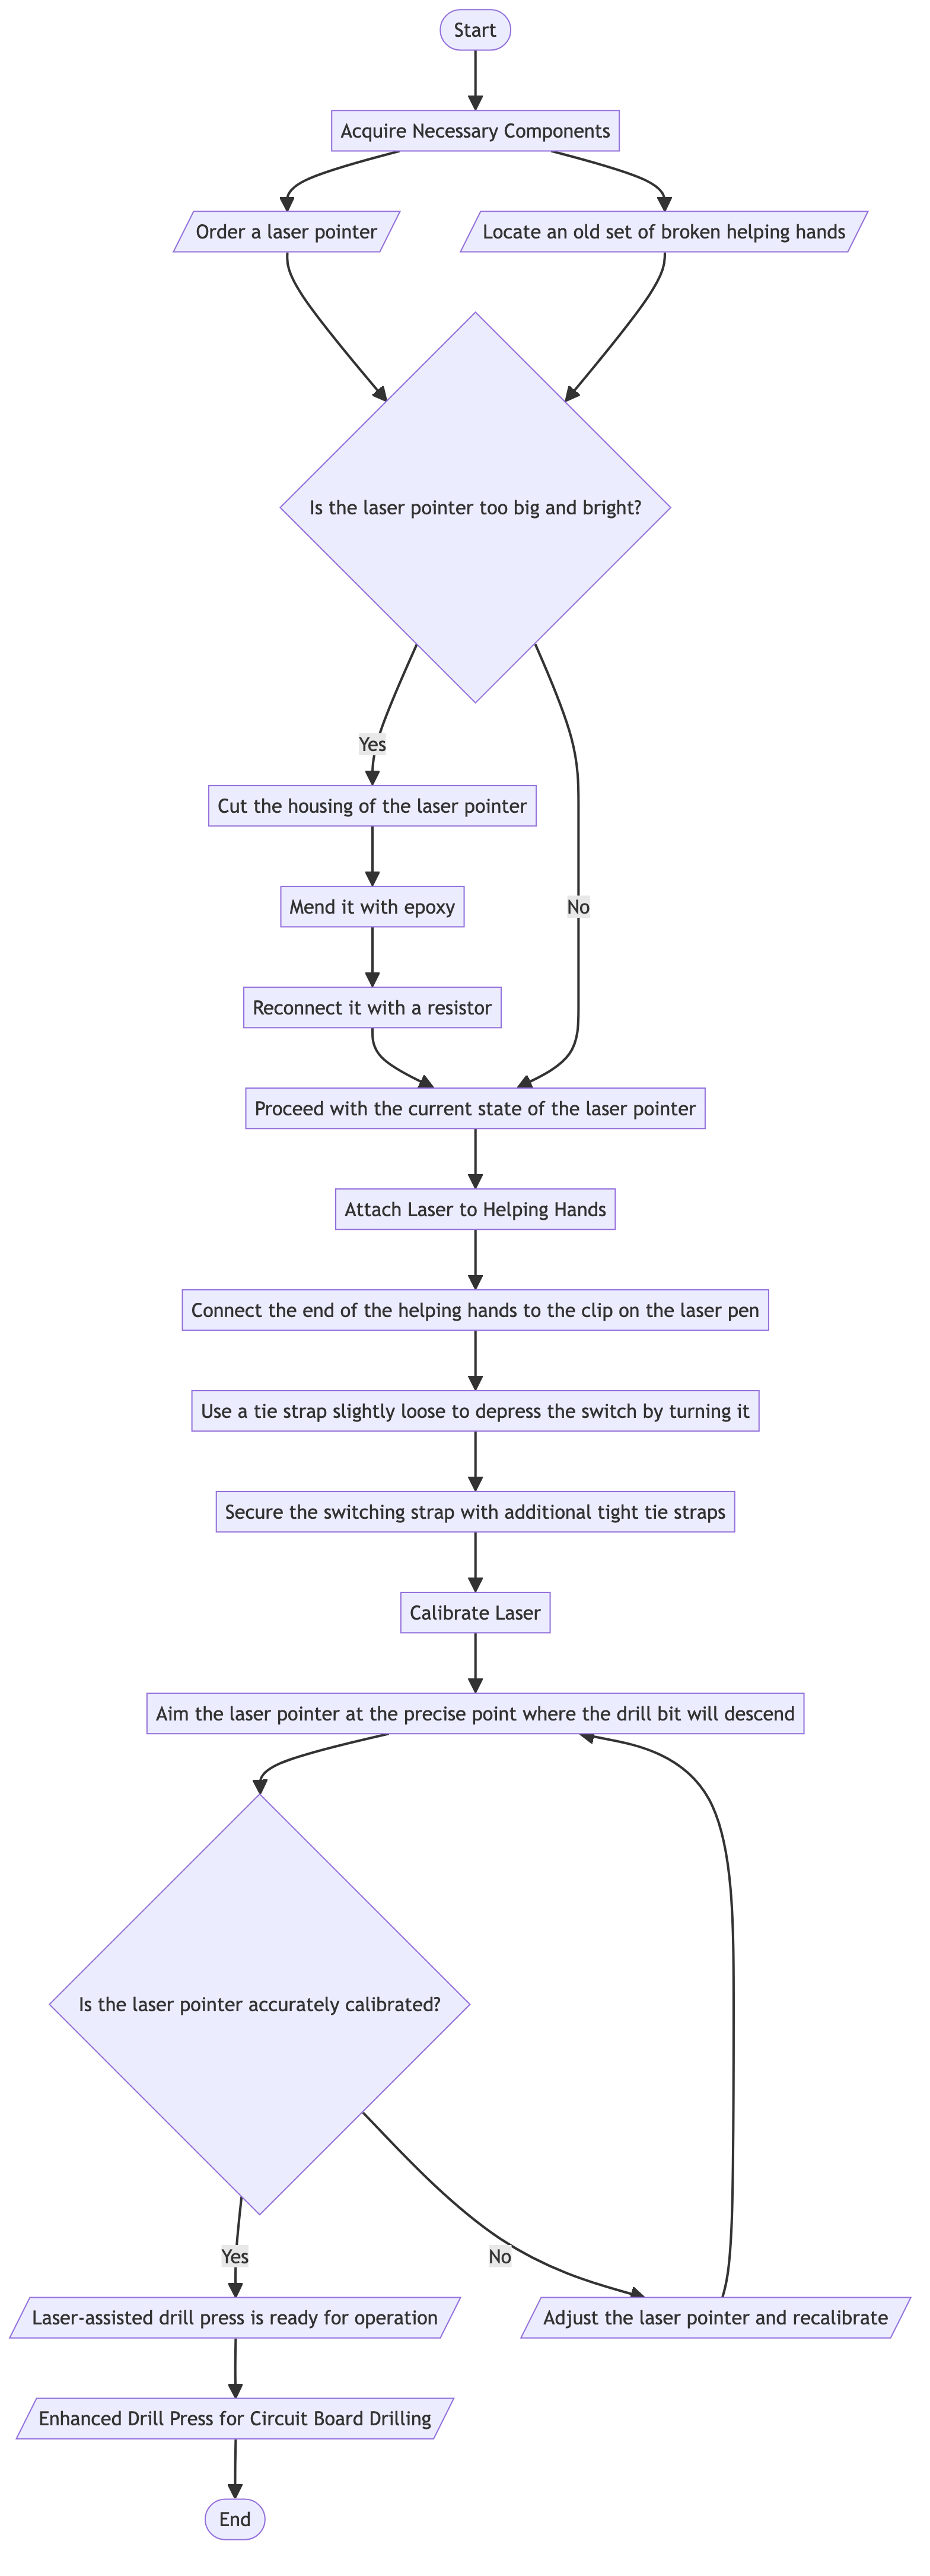 Start
Acquire Necessary Components
Order a laser pointer
Locate an old set of broken helping hands
Is the laser pointer too big and bright?
Yes
Cut the housing of the laser pointer
Mend it with epoxy
No
Reconnect it with a resistor
Proceed with the current state of the laser pointer
Attach Laser to Helping Hands
Connect the end of the helping hands to the clip on the laser pen
Use a tie strap slightly loose to depress the switch by turning it
Secure the switching strap with additional tight tie straps
Calibrate Laser
Aim the laser pointer at the precise point where the drill bit will descend
Is the laser pointer accurately calibrated?
Yes
No
Laser-assisted drill press is ready for operation
Adjust the laser pointer and recalibrate
Enhanced Drill Press for Circuit Board Drilling
End